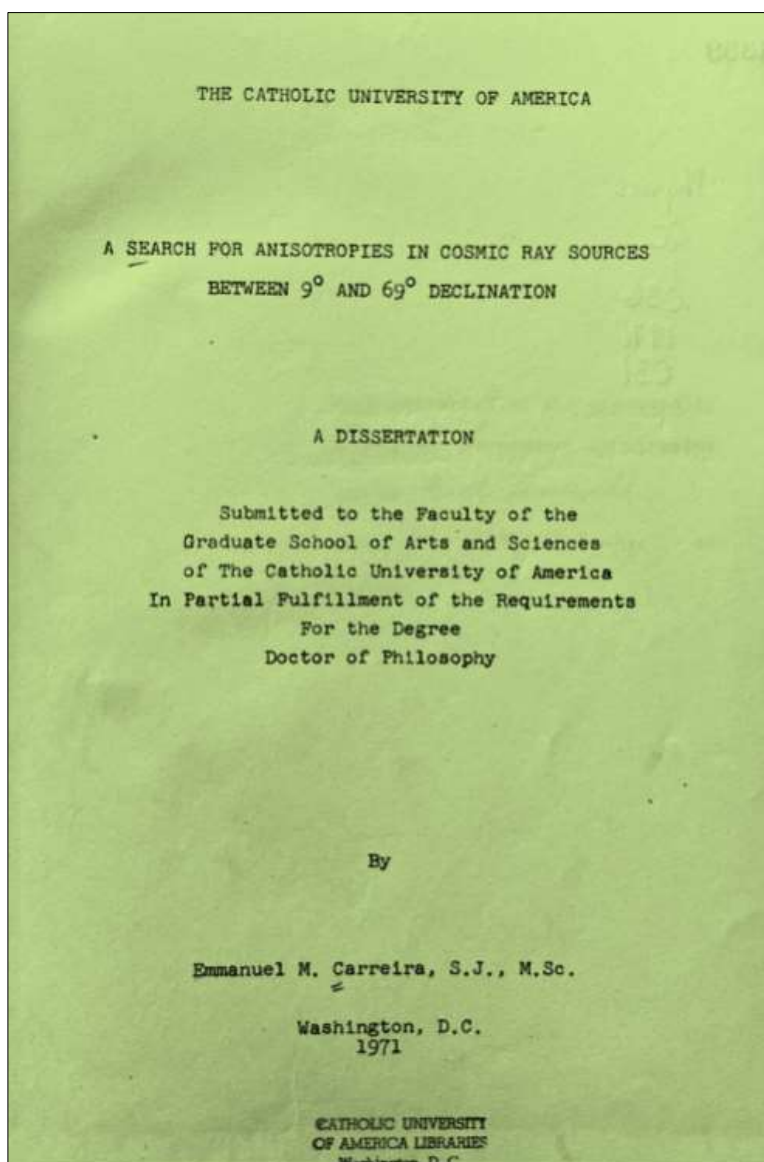 THE CATHOLIC UNIVERSITY OF AMERICA
A SEARCH FOR ANISOTROPIES IN COSMIC RAY SOURCES
BETWEEN 9° AND 69° DECLINATION
A DISSERTATION
Submitted to the Faculty of the
Graduate School of Arts and Sciences
of The Catholic University of America
In Partial Fulfillment of the Requirements
For the Degree
Doctor of Philosophy
By
Emmanuel M. Carreira, S.J., M.Sc.
Washington, D.C.
1971
CATHOLIC UNIVERSITY
OF AMERICA LIBRARIES
Washington, D.C.